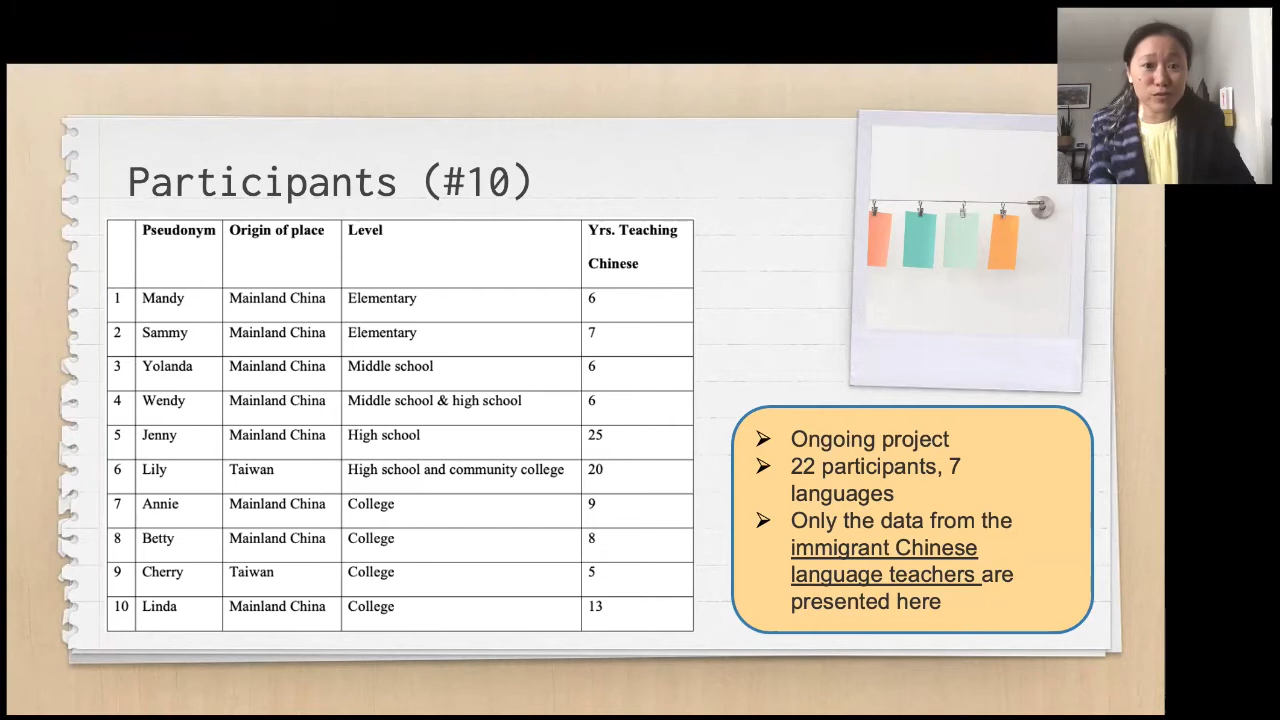 Participants (#10)
Pseudonym Origin of place Level Yrs. Teaching
Chinese
1 Mandy Mainland China Elementary 6
2 Sammy Mainland China Elementary 7
3 Yolanda Mainland China Middle school 6
4 Wendy Mainland China Middle school & high school 6
5 Jenny Mainland China High school 25
6 Lily Taiwan High school and community college 20
7 Annie Mainland China College 9
8 Betty Mainland China College 8
9 Cherry Taiwan College 5
10 Linda Mainland China College 13
➢ Ongoing project
➢ 22 participants, 7
languages
➢ Only the data from the
immigrant Chinese
language teachers are
presented here